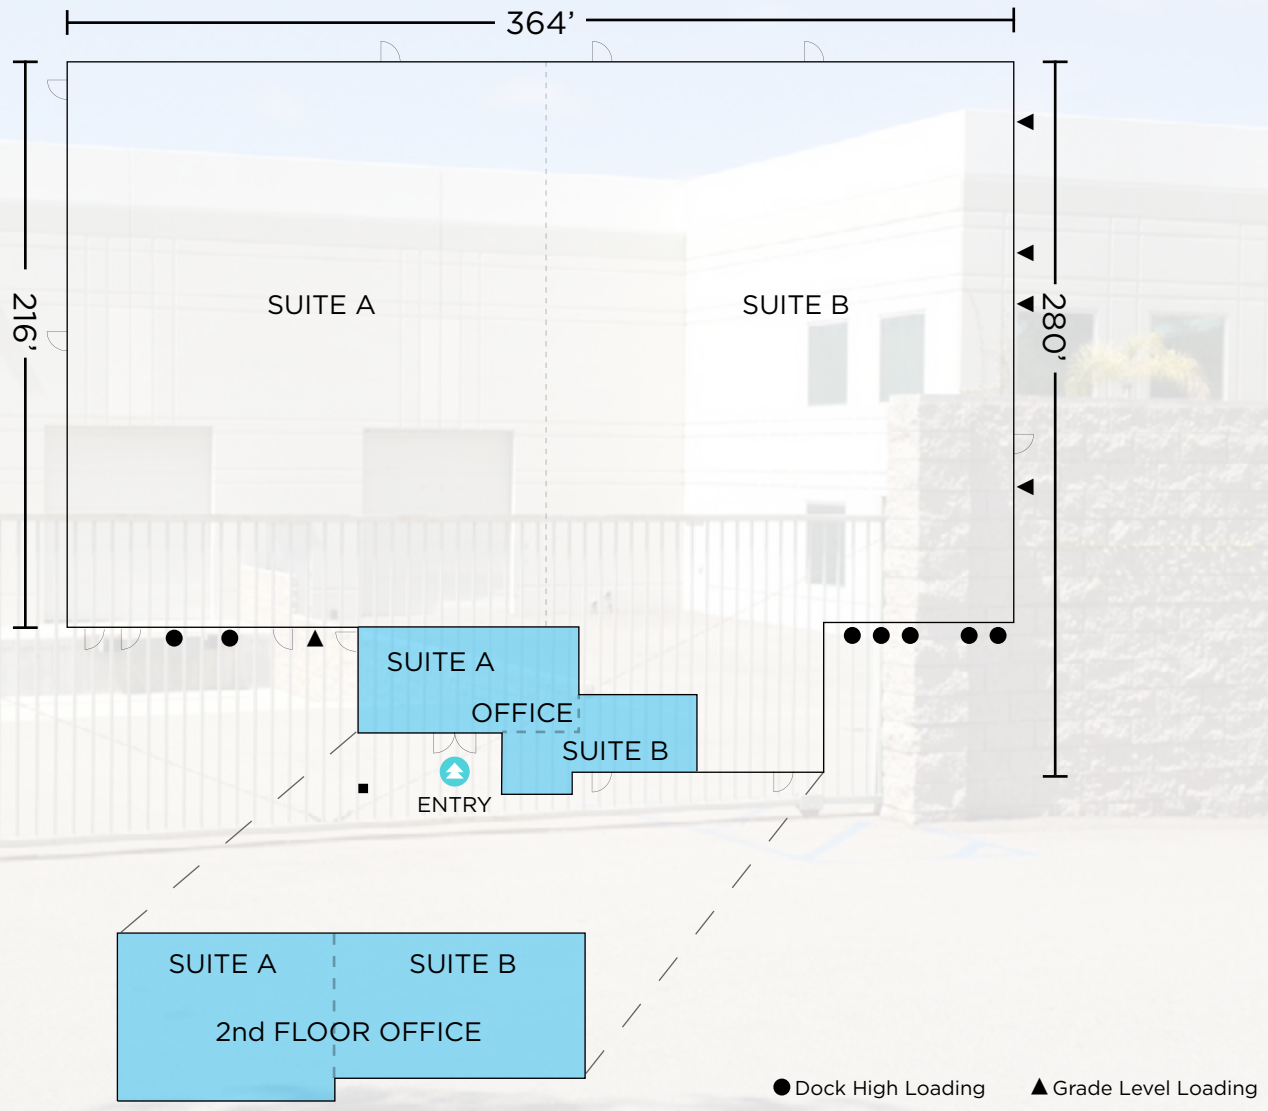 364’
216’
280’
SUITE A
SUITE B
SUITE A
OFFICE
SUITE B
ENTRY
SUITE A
SUITE B
2nd FLOOR OFFICE
Dock High Loading
Grade Level Loading